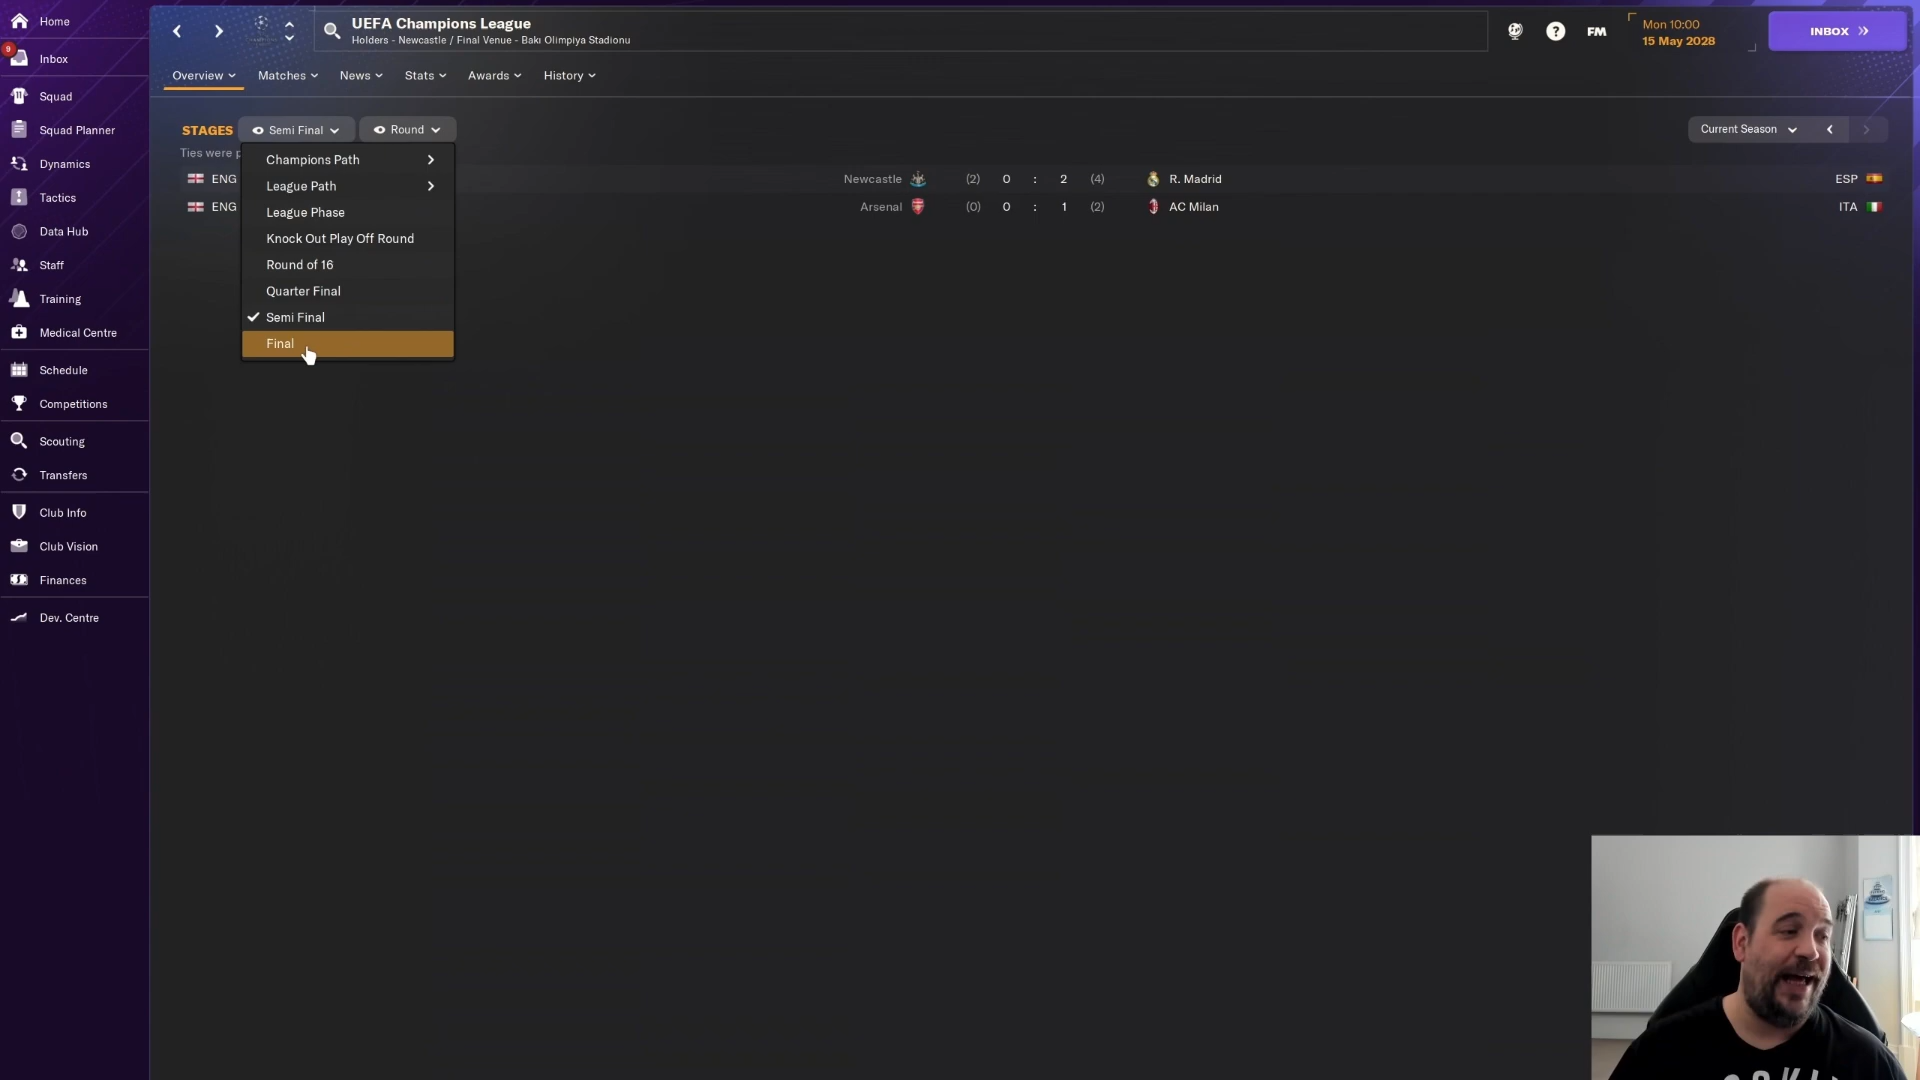 Home
9
Inbox
Squad
Squad Planner
Dynamics
Tactics
Data Hub
Staff
Training
Medical Centre
Schedule
Competitions
Scouting
Transfers
Club Info
Club Vision
Finances
Dev. Centre
UEFA Champions League
Holders - Newcastle / Final Venue - Bakı Olimpiya Stadionu
? FM
Mon 10:00
15 May 2028
INBOX
Overview Matches News Stats Awards History
STAGES Semi Final Round
Current Season
Ties were p
ENG Newcastle (2) 0 : 2 (4) R. Madrid ESP
ENG Arsenal (0) 0 : 1 (2) AC Milan ITA
Champions Path
League Path
League Phase
Knock Out Play Off Round
Round of 16
Quarter Final
Semi Final
Final